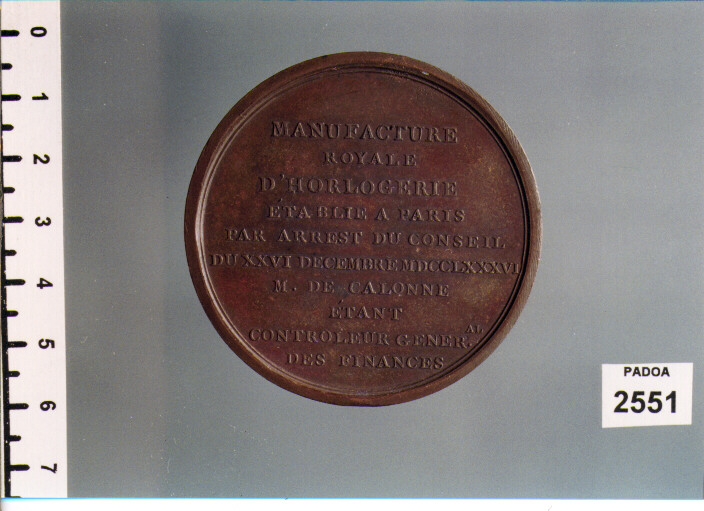 MANUFACTURE
ROYALE
D'HORLOGERIE
ÉTABLIE A PARIS
PAR ARREST DU CONSEIL
DU XXVI DECEMBRE MDCCLXXXVI
M. DE CALONNE
ÉTANT
CONTROLEUR GENER.AL
DES FINANCES
PADOA
2551
0
1
2
3
4
5
6
7